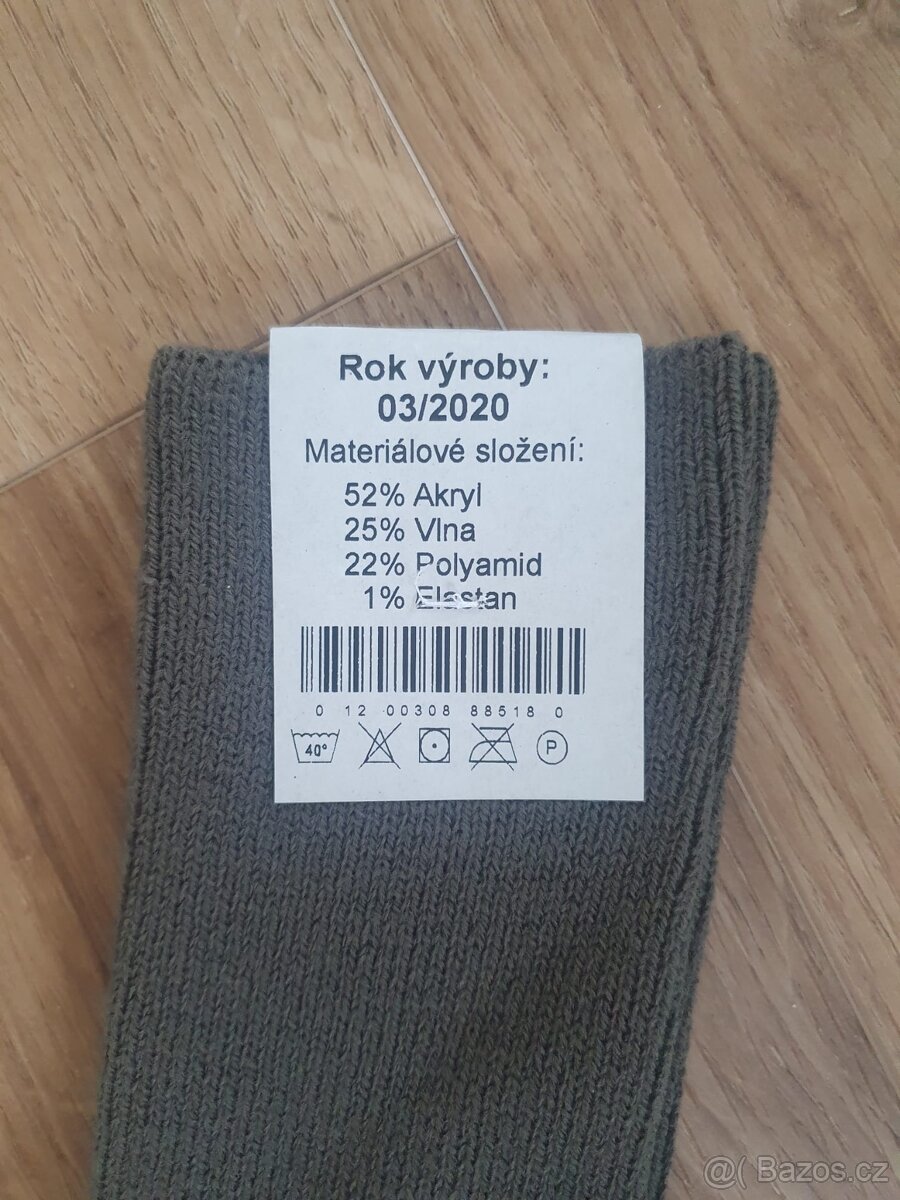 Rok výroby:
03/2020
Materiálové složení:
52% Akryl
25% Vlna
22% Polyamid
1% Elastan
0 12 00308 88518 0
40°
P
@( Bazos.cz